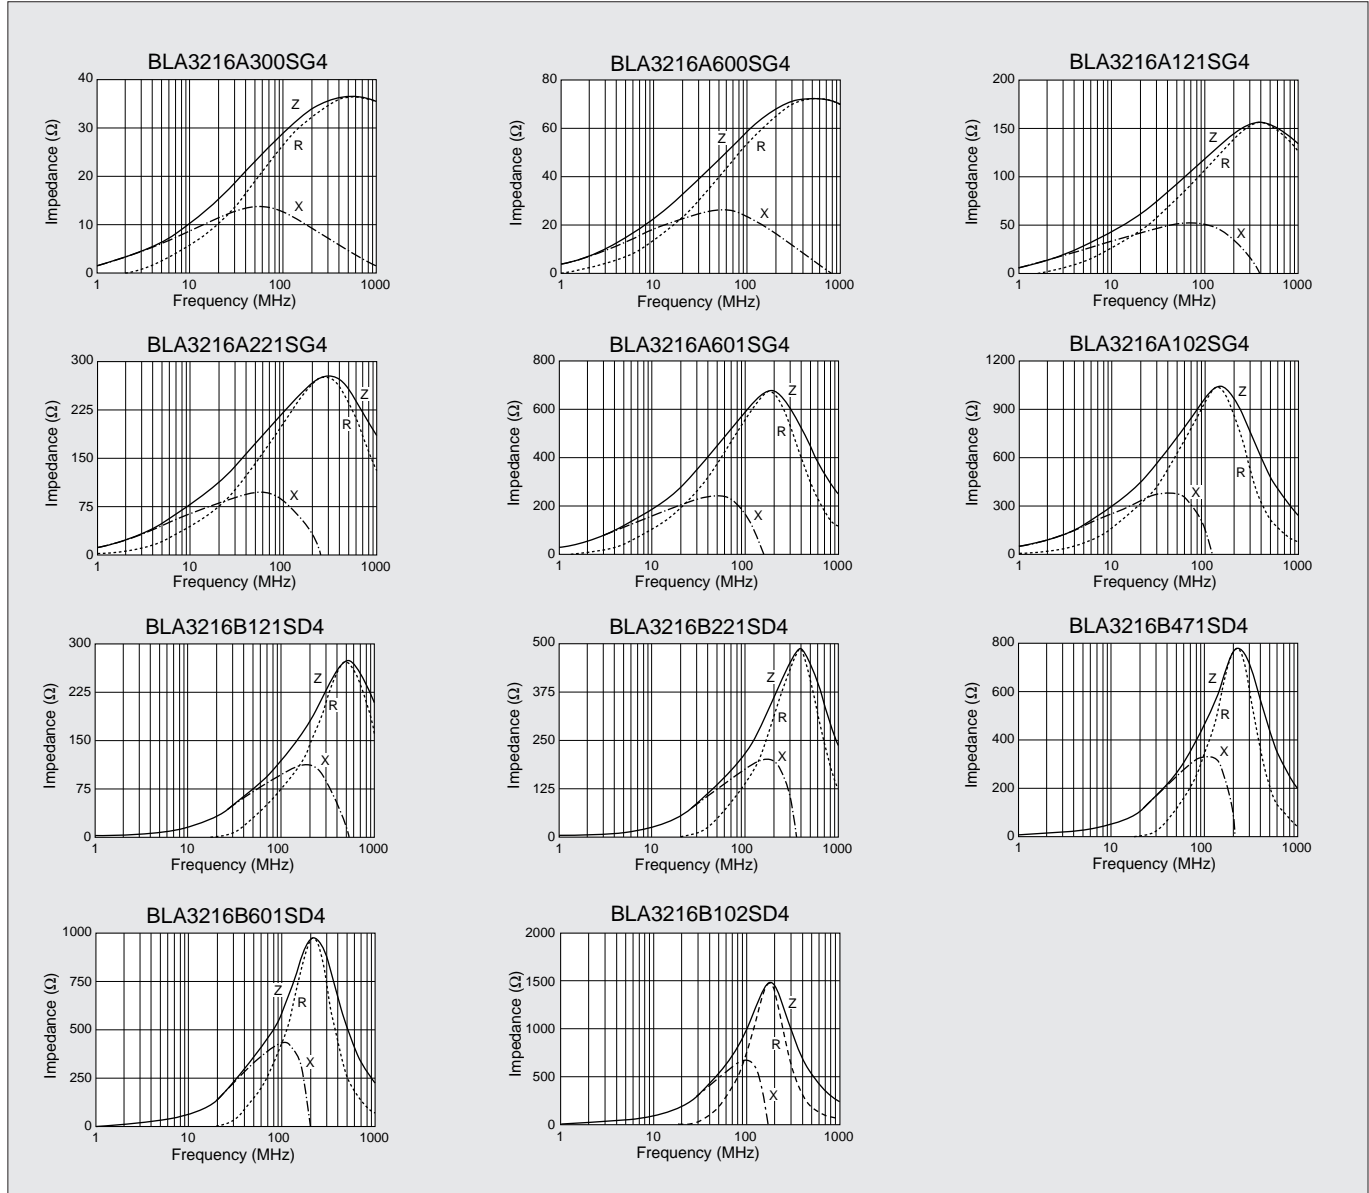 BLA3216A300SG4
40
30
20
10
0
Impedance (Ω)
Z
R
X
1
10
100
1000
Frequency (MHz)
BLA3216A600SG4
80
60
40
20
0
Impedance (Ω)
Z
R
X
1
10
100
1000
Frequency (MHz)
BLA3216A121SG4
200
150
100
50
0
Impedance (Ω)
Z
R
X
1
10
100
1000
Frequency (MHz)
BLA3216A221SG4
300
225
150
75
0
Impedance (Ω)
Z
R
X
1
10
100
1000
Frequency (MHz)
BLA3216A601SG4
800
600
400
200
0
Impedance (Ω)
Z
R
X
1
10
100
1000
Frequency (MHz)
BLA3216A102SG4
1200
900
600
300
0
Impedance (Ω)
Z
R
X
1
10
100
1000
Frequency (MHz)
BLA3216B121SD4
300
225
150
75
0
Impedance (Ω)
Z
R
X
1
10
100
1000
Frequency (MHz)
BLA3216B221SD4
500
375
250
125
0
Impedance (Ω)
Z
R
X
1
10
100
1000
Frequency (MHz)
BLA3216B471SD4
800
600
400
200
0
Impedance (Ω)
Z
R
X
1
10
100
1000
Frequency (MHz)
BLA3216B601SD4
1000
750
500
250
0
Impedance (Ω)
Z
R
X
1
10
100
1000
Frequency (MHz)
BLA3216B102SD4
2000
1500
1000
500
0
Impedance (Ω)
Z
R
X
1
10
100
1000
Frequency (MHz)